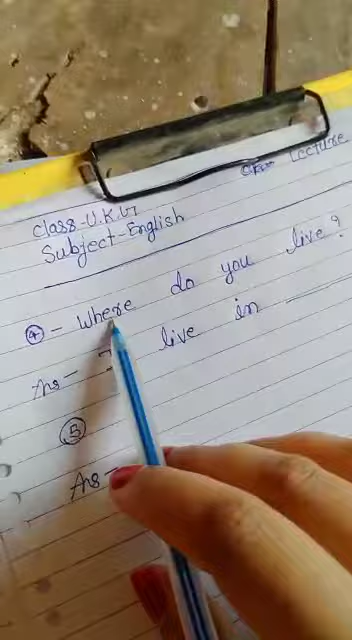 Lecture
Class-U.K.G
Subject-English
④ - Where do you live?
Ans - I live in ———
⑤
Ans -